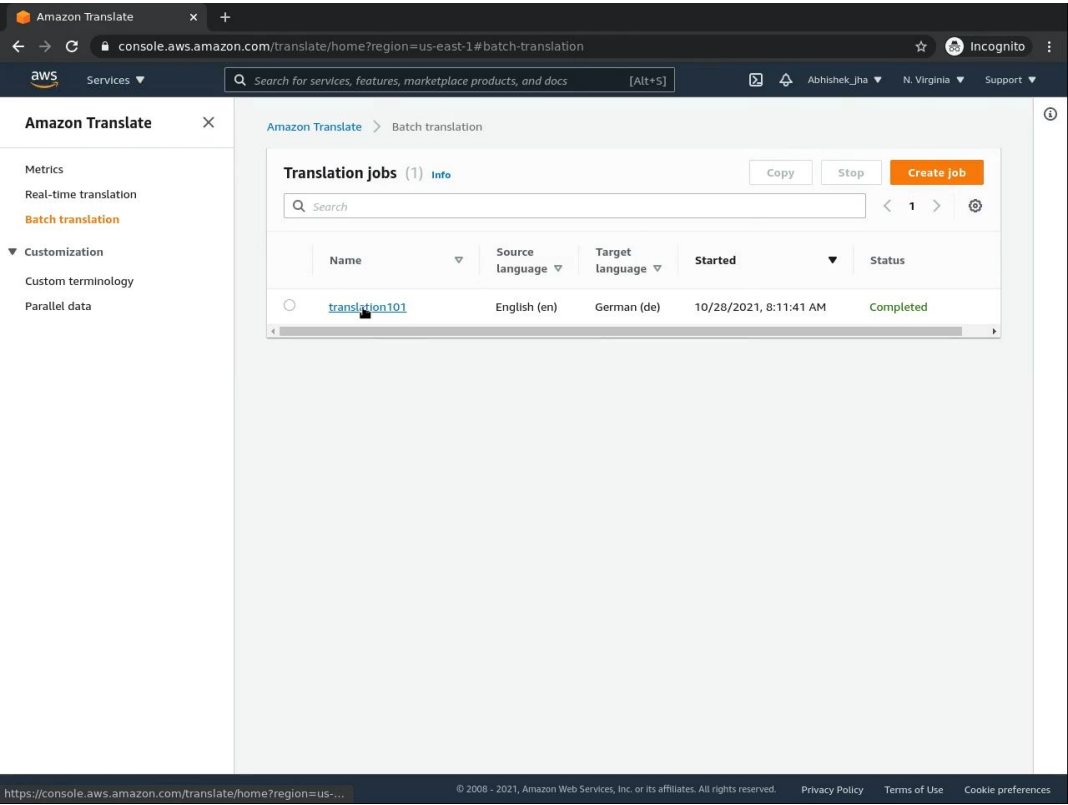 Amazon Translate
console.aws.amazon.com/translate/home?region=us-east-1#batch-translation
Incognito
aws
Services ▼
Search for services, features, marketplace products, and docs [Alt+S]
Abhishek_jha ▼
N. Virginia ▼
Support ▼
Amazon Translate
Metrics
Real-time translation
Batch translation
Customization
Custom terminology
Parallel data
Amazon Translate > Batch translation
Translation jobs (1) Info
Copy
Stop
Create job
Search
< 1 >
Name
Source
language
Target
language
Started
Status
translation101
English (en)
German (de)
10/28/2021, 8:11:41 AM
Completed
https://console.aws.amazon.com/translate/home?region=us-...
© 2008 - 2021, Amazon Web Services, Inc. or its affiliates. All rights reserved.
Privacy Policy
Terms of Use
Cookie preferences